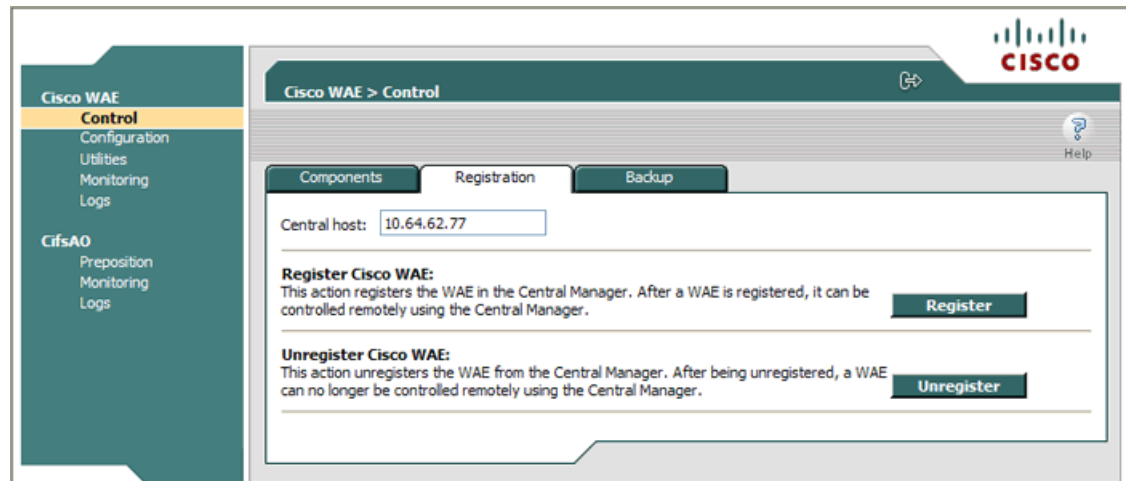 CISCO
Cisco WAE
Control
Configuration
Utilities
Monitoring
Logs
CifsAO
Preposition
Monitoring
Logs
Cisco WAE > Control
Help
Components
Registration
Backup
Central host: 10.64.62.77
Register Cisco WAE:
This action registers the WAE in the Central Manager. After a WAE is registered, it can be
controlled remotely using the Central Manager.
Register
Unregister Cisco WAE:
This action unregisters the WAE from the Central Manager. After being unregistered, a WAE
can no longer be controlled remotely using the Central Manager.
Unregister